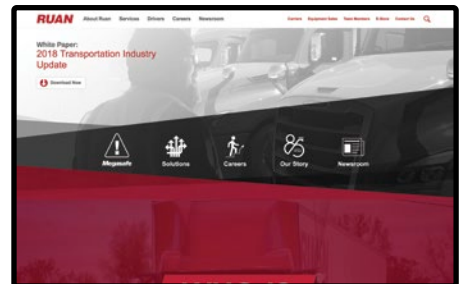 RUAN About Ruan Services Drivers Careers Newsroom Carriers Equipment Sales Team Members E-Store Contact Us
White Paper:
2018 Transportation Industry
Update
Download Now
Megasafe Solutions Careers Our Story Newsroom